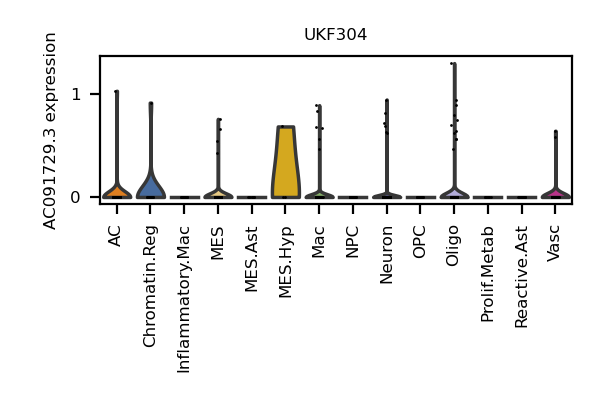 UKF304
AC091729.3 expression
1
0
AC
Chromatin.Reg
Inflammatory.Mac
MES
MES.Ast
MES.Hyp
Mac
NPC
Neuron
OPC
Oligo
Prolif.Metab
Reactive.Ast
Vasc